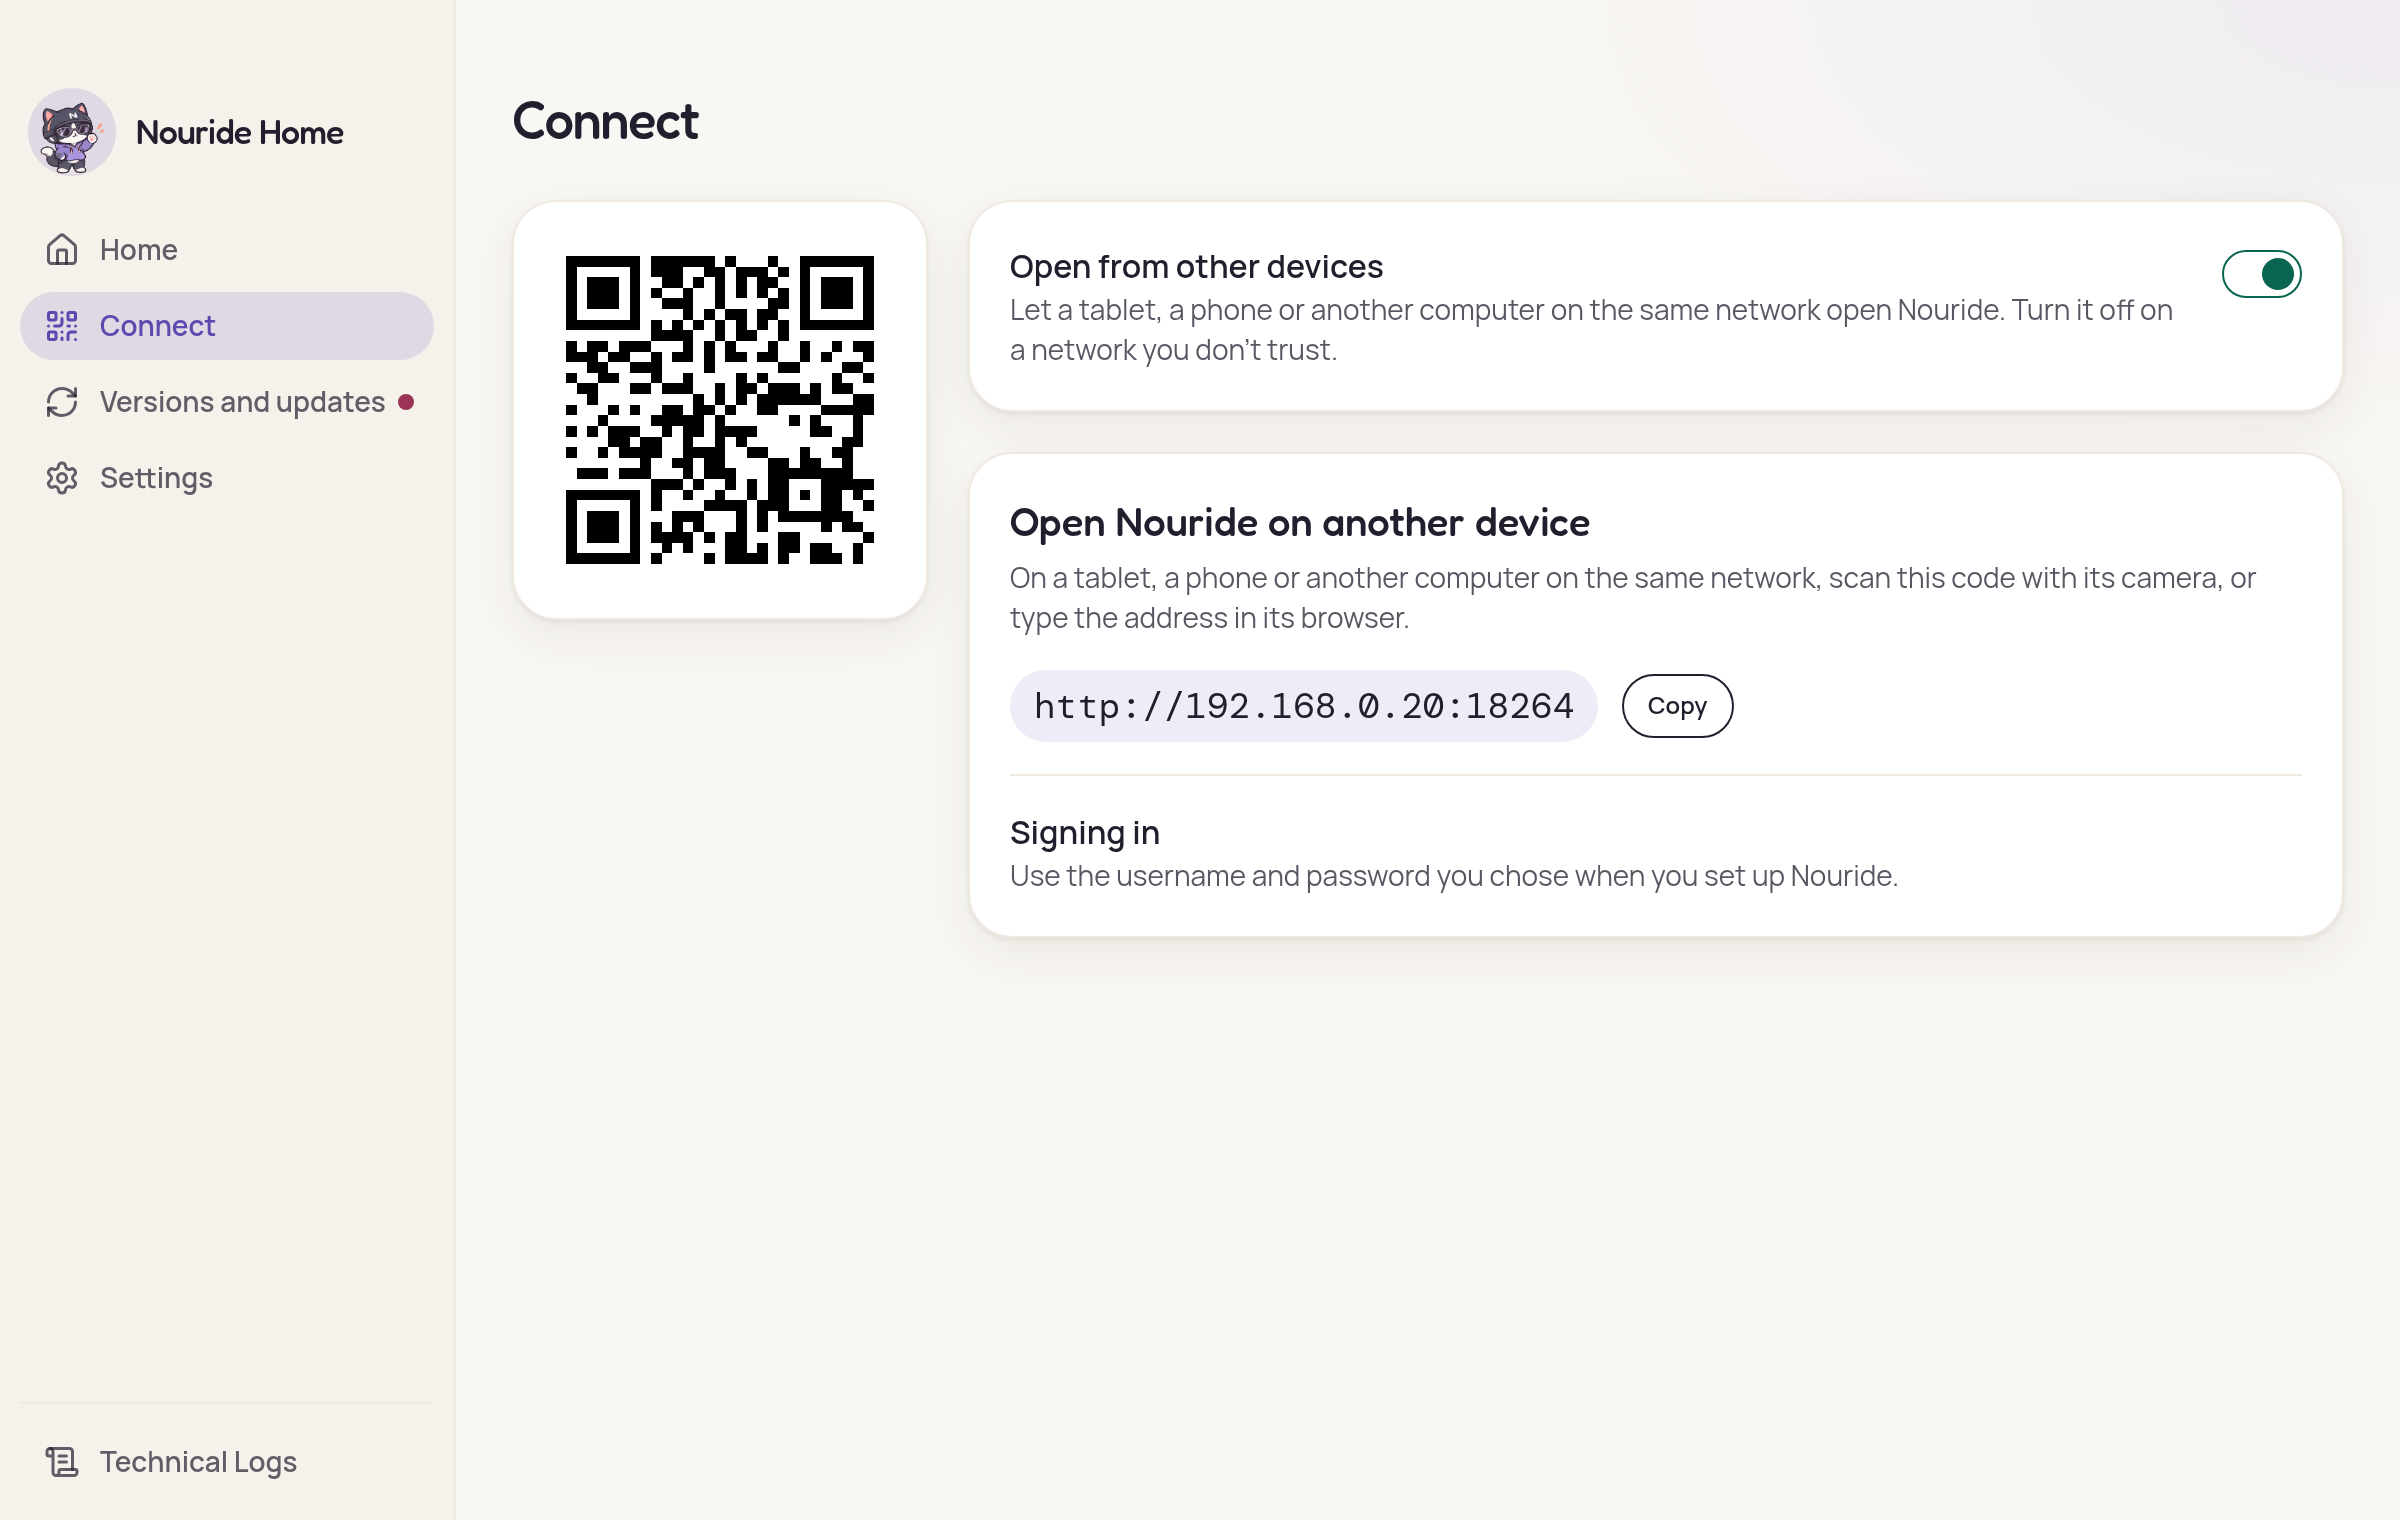 Nouride Home
Home
Connect
Versions and updates
Settings
Technical Logs
Connect
Open from other devices
Let a tablet, a phone or another computer on the same network open Nouride. Turn it off on
a network you don’t trust.
Open Nouride on another device
On a tablet, a phone or another computer on the same network, scan this code with its camera, or
type the address in its browser.
http://192.168.0.20:18264
Copy
Signing in
Use the username and password you chose when you set up Nouride.